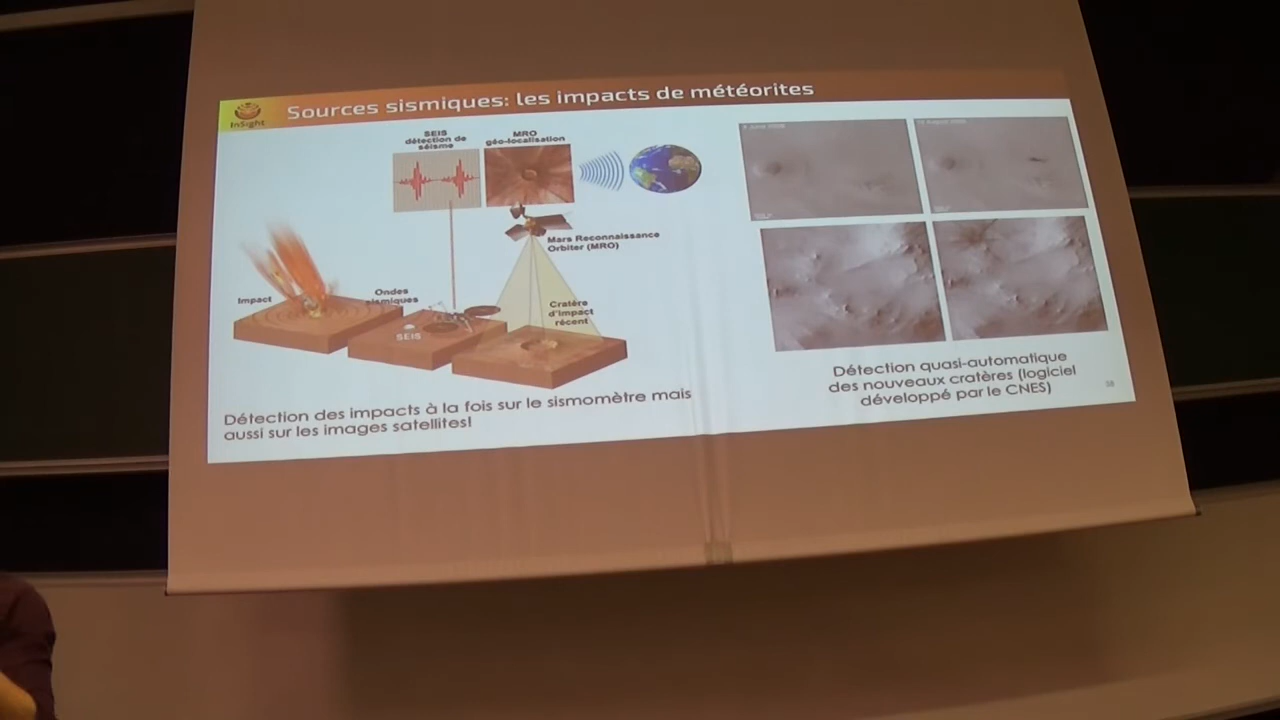 InSight
Sources sismiques: les impacts de météorites
SEIS
détection de
séisme
MRO
géo-localisation
Mars Reconnaissance
Orbiter (MRO)
Impact
Ondes
sismiques
SEIS
Cratère
d'impact
récent
Détection des impacts à la fois sur le sismomètre mais
aussi sur les images satellites!
Détection quasi-automatique
des nouveaux cratères (logiciel
développé par le CNES)
58